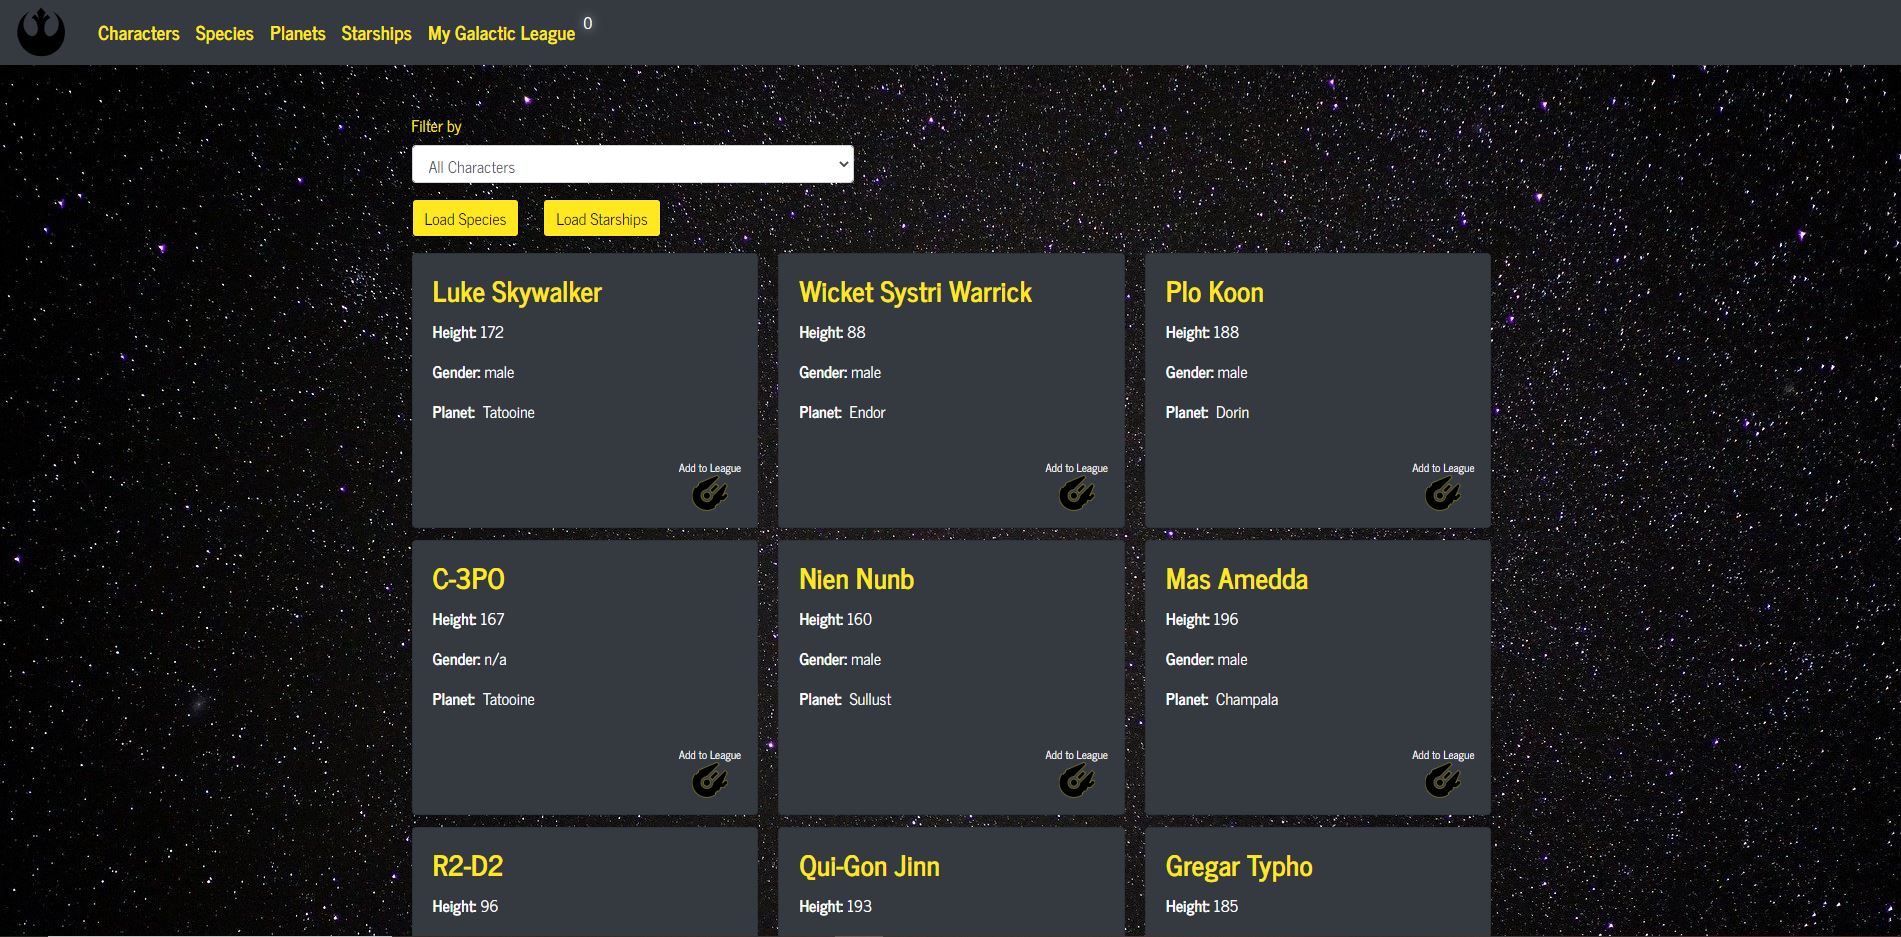 Characters Species Planets Starships My Galactic League 0
Filter by
All Characters
Load Species Load Starships
Luke Skywalker
Height: 172
Gender: male
Planet: Tatooine
Add to League
Wicket Systri Warrick
Height: 88
Gender: male
Planet: Endor
Add to League
Plo Koon
Height: 188
Gender: male
Planet: Dorin
Add to League
C-3PO
Height: 167
Gender: n/a
Planet: Tatooine
Add to League
Nien Nunb
Height: 160
Gender: male
Planet: Sullust
Add to League
Mas Amedda
Height: 196
Gender: male
Planet: Champala
Add to League
R2-D2
Height: 96
Qui-Gon Jinn
Height: 193
Gregar Typho
Height: 185